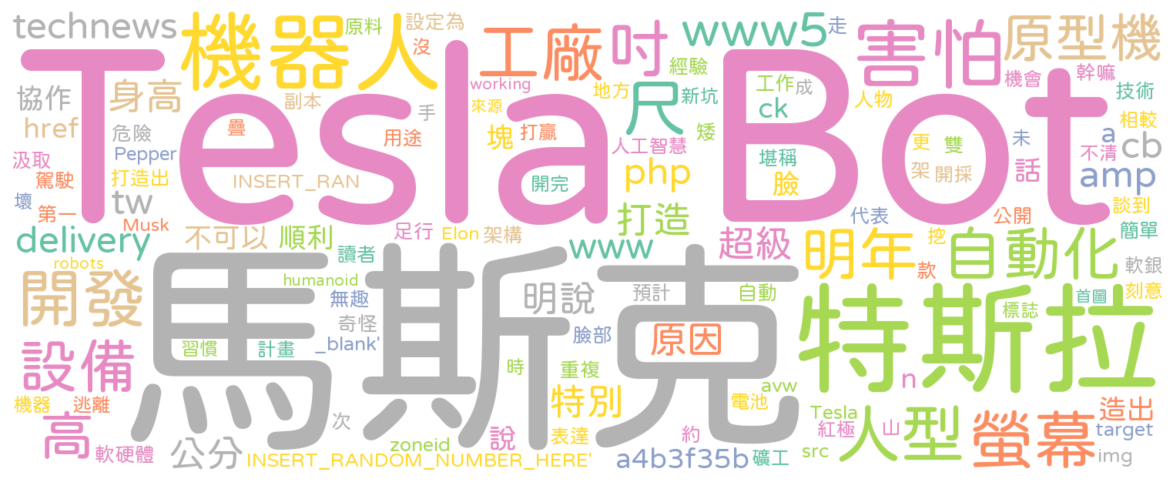 technews
機器人
原料
設定為
沒
工廠
吋
www5
走
害怕
原型機
Tesla Bot
協作
身高
副本
working
來源
地方
尺
經驗
新坑
工作
成
ck
人物
機會
幹嘛
技術
href
危險
疊
手
用途
打贏
塊
矮
人工智慧
堪稱
更
雙
未
a
相較
不清
cb
汲取
Pepper
駕駛
打造出
INSERT_RAN
開完
php
臉
架
開採
話
amp
壞
第一
tw
Musk
足行
打造
代表
公開
談到
delivery
不可以
順利
讀者
Elon
架構
www
超級
明年
挖
款
自動化
簡單
軟銀
刻意
robots
開發
馬斯克
humanoid
無趣
奇怪
_blank'
明說
預計
臉部
自動
特斯拉
標誌
首圖
設備
習慣
計畫
時
重複
原因
機器
逃離
高
次
特別
avw
電池
n
Tesla
紅極
山
人型
螢幕
造出
target
軟硬體
公分
zoneid
說
表達
約
INSERT_RANDOM_NUMBER_HERE'
a4b3f35b
礦工
src
img